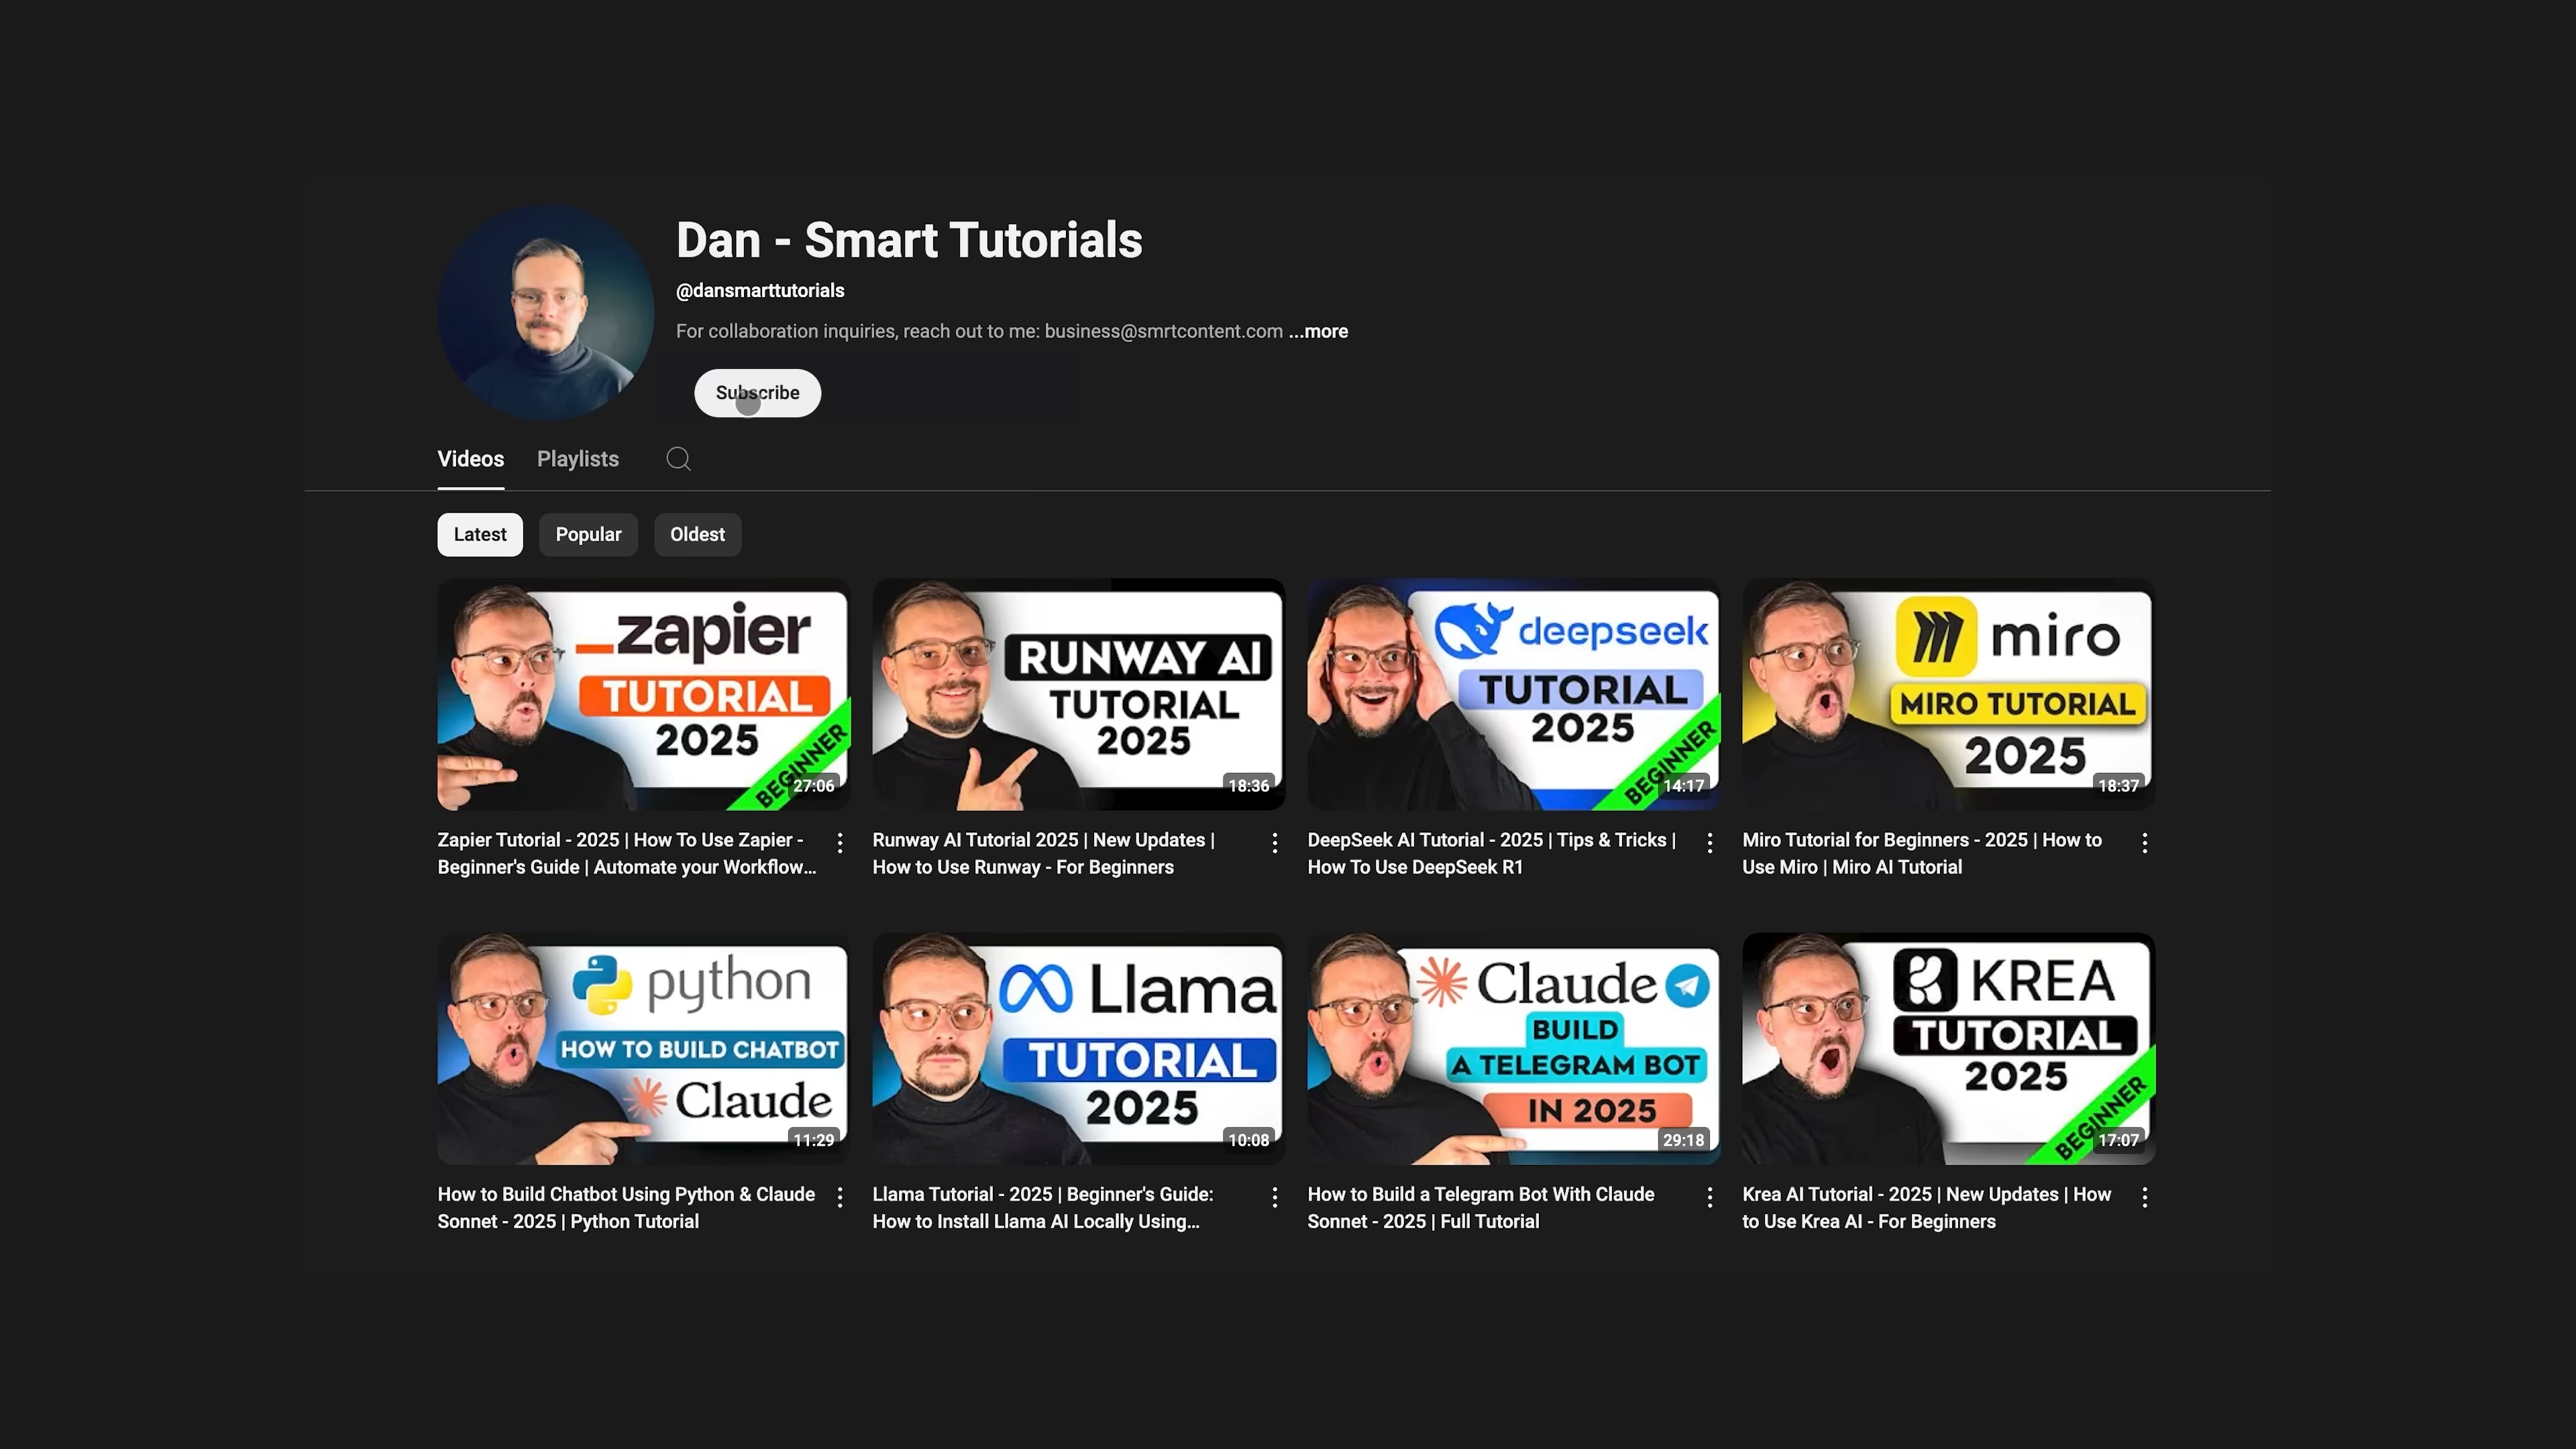 Dan - Smart Tutorials
@dansmarttutorials
For collaboration inquiries, reach out to me: business@smrtcontent.com ...more
Subscribe
Videos
Playlists
Latest
Popular
Oldest
zapier
TUTORIAL
2025
BEGINNER
27:06
Zapier Tutorial - 2025 | How To Use Zapier -
Beginner's Guide | Automate your Workflow...
RUNWAY AI
TUTORIAL
2025
18:36
Runway AI Tutorial 2025 | New Updates |
How to Use Runway - For Beginners
deepseek
TUTORIAL
2025
BEGINNER
14:17
DeepSeek AI Tutorial - 2025 | Tips & Tricks |
How To Use DeepSeek R1
miro
MIRO TUTORIAL
2025
18:37
Miro Tutorial for Beginners - 2025 | How to
Use Miro | Miro AI Tutorial
python
HOW TO BUILD CHATBOT
Claude
11:29
How to Build Chatbot Using Python & Claude
Sonnet - 2025 | Python Tutorial
Llama
TUTORIAL
2025
10:08
Llama Tutorial - 2025 | Beginner's Guide:
How to Install Llama AI Locally Using...
Claude
BUILD
A TELEGRAM BOT
IN 2025
29:18
How to Build a Telegram Bot With Claude
Sonnet - 2025 | Full Tutorial
KREA
TUTORIAL
2025
BEGINNER
17:07
Krea AI Tutorial - 2025 | New Updates | How
to Use Krea AI - For Beginners